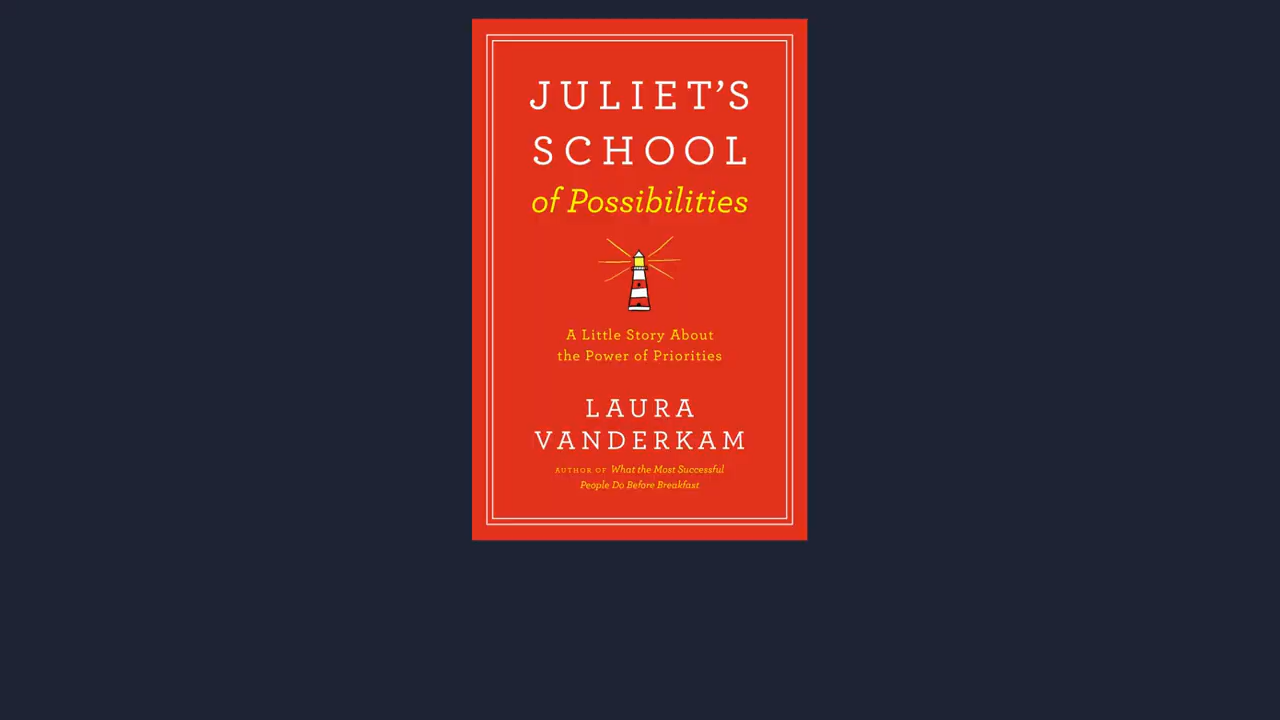 JULIET'S
SCHOOL
of Possibilities
A Little Story About
the Power of Priorities
LAURA
VANDERKAM
AUTHOR OF What the Most Successful
People Do Before Breakfast